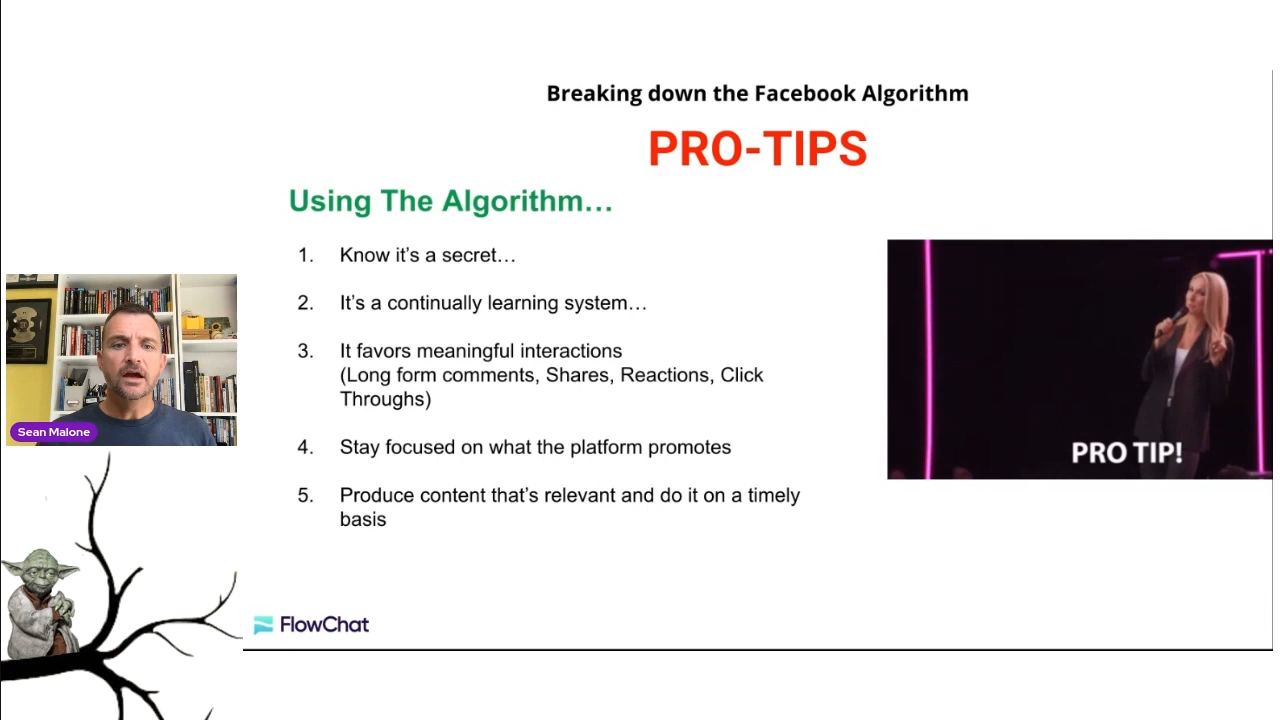 Breaking down the Facebook Algorithm
PRO-TIPS
Using The Algorithm…
1. Know it’s a secret…
2. It’s a continually learning system…
3. It favors meaningful interactions
(Long form comments, Shares, Reactions, Click
Throughs)
4. Stay focused on what the platform promotes
5. Produce content that’s relevant and do it on a timely
basis
PRO TIP!
Sean Malone
FlowChat